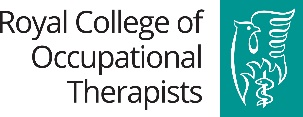 Royal College of
Occupational
Therapists